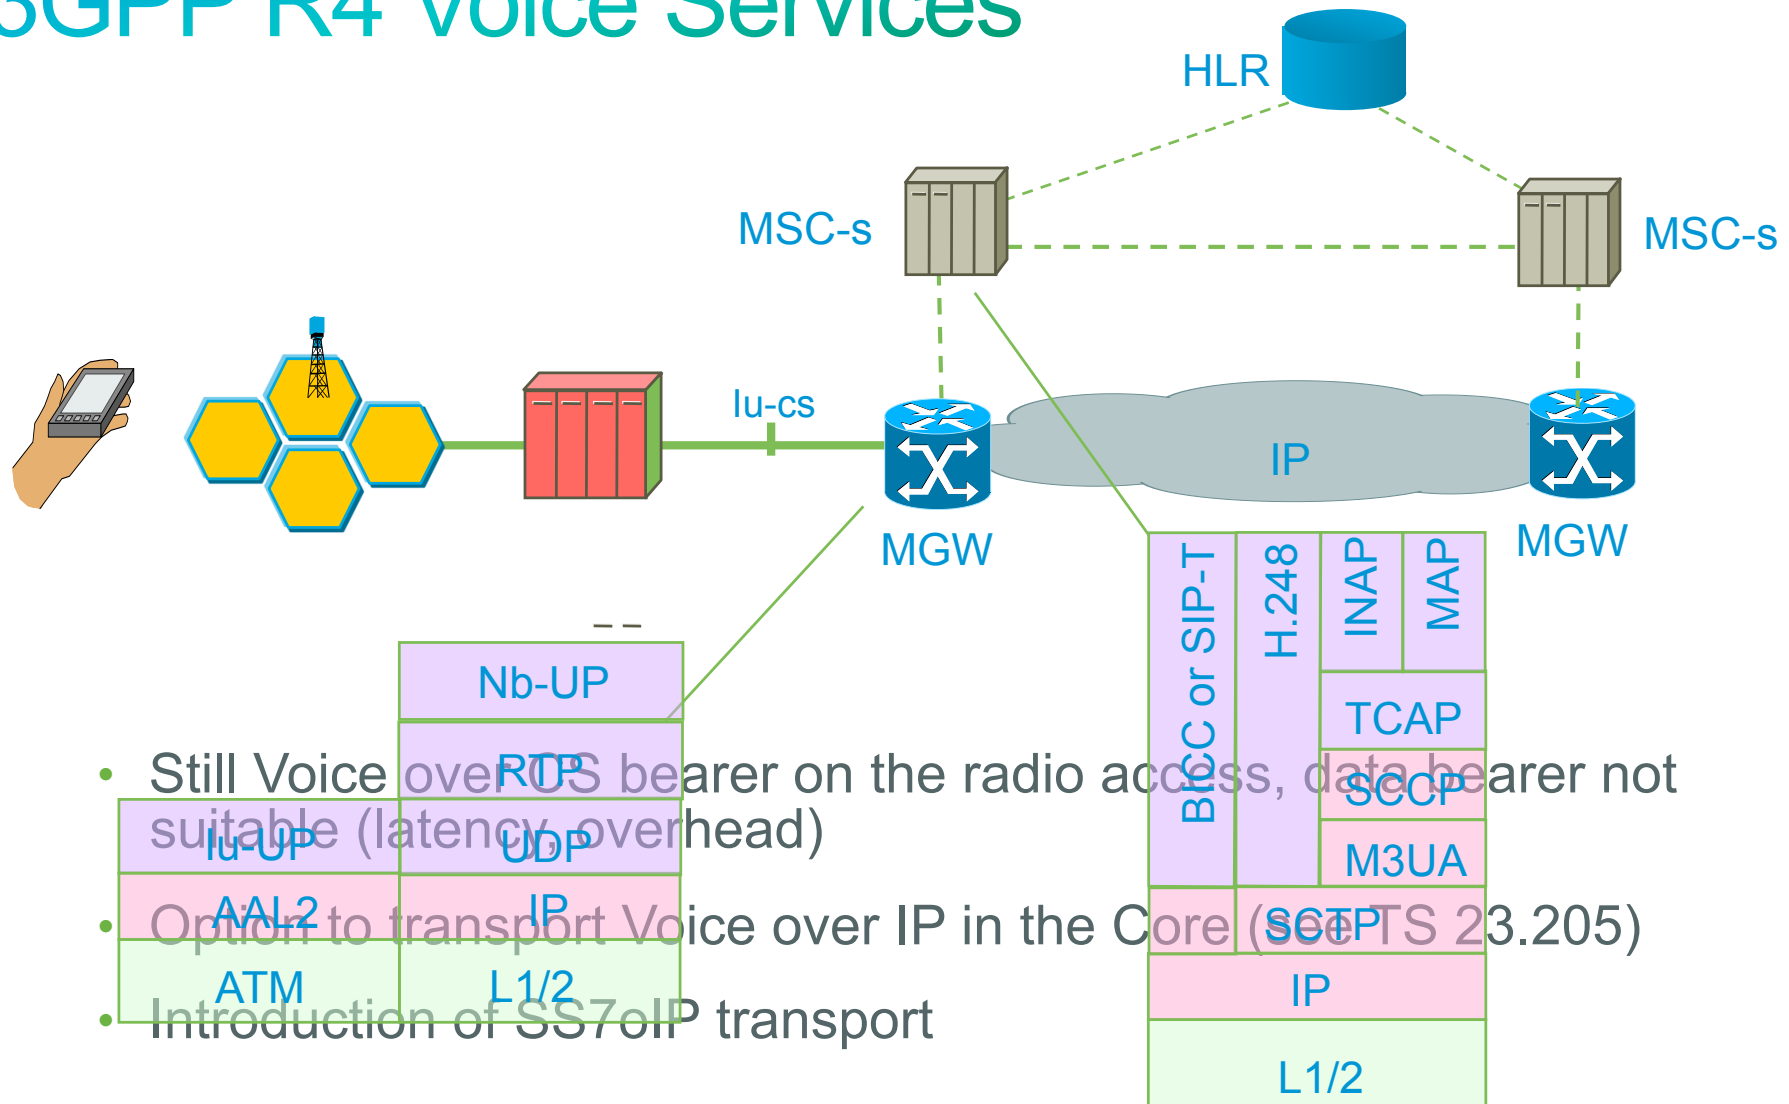 3GPP R4 Voice Services
HLR
MSC-s
MSC-s
Iu-cs
IP
MGW
MGW
BICC or SIP-T
H.248
INAP
MAP
TCAP
SCCP
M3UA
SCTP
IP
L1/2
Nb-UP
RTP
UDP
IP
L1/2
Iu-UP
AAL2
ATM
• Still Voice over CS bearer on the radio access, data bearer not
suitable (latency, overhead)
• Option to transport Voice over IP in the Core (see TS 23.205)
• Introduction of SS7oIP transport